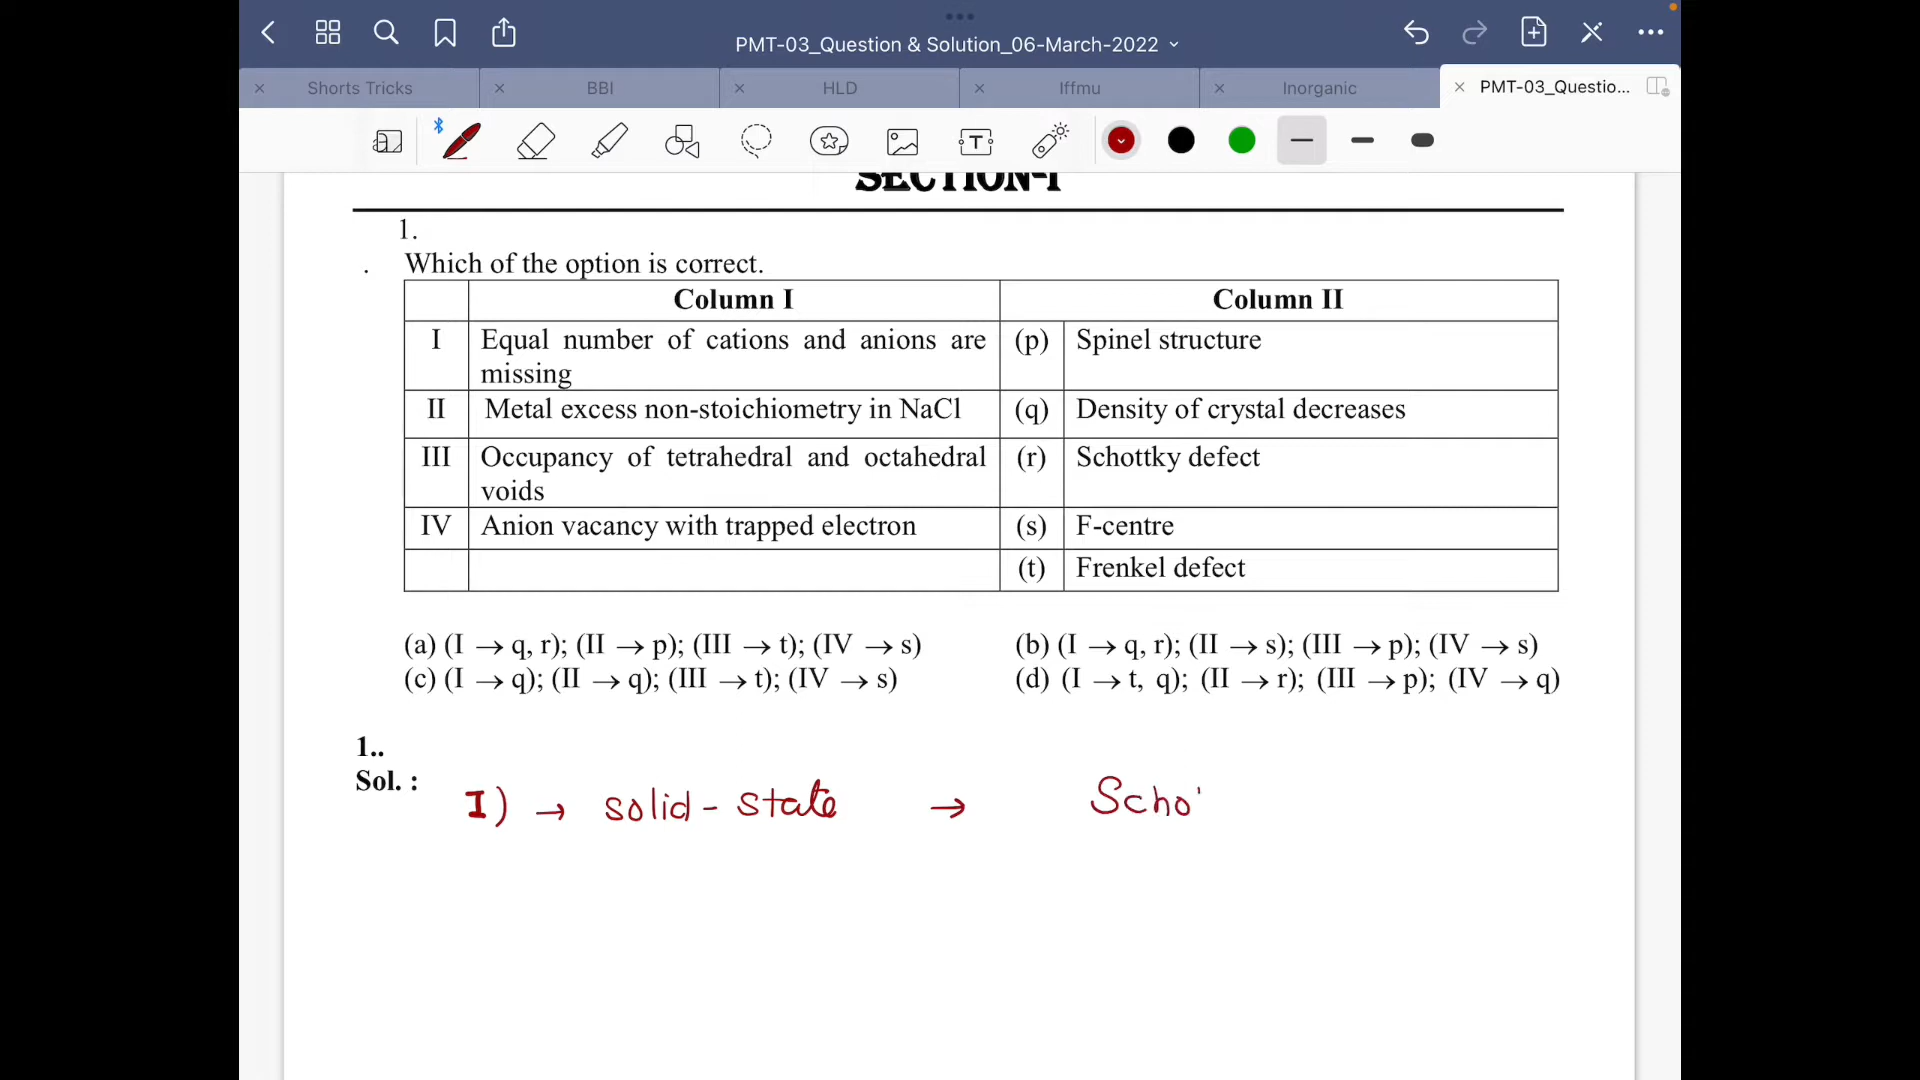 PMT-03_Question & Solution_06-March-2022
Shorts Tricks
BBI
HLD
Iffmu
Inorganic
PMT-03_Questio...
SECTION-I
1.
. Which of the option is correct.
Column I Column II
I Equal number of cations and anions are missing (p) Spinel structure
II Metal excess non-stoichiometry in NaCl (q) Density of crystal decreases
III Occupancy of tetrahedral and octahedral voids (r) Schottky defect
IV Anion vacancy with trapped electron (s) F-centre
(t) Frenkel defect
(a) (I → q, r); (II → p); (III → t); (IV → s) (b) (I → q, r); (II → s); (III → p); (IV → s)
(c) (I → q); (II → q); (III → t); (IV → s) (d) (I → t, q); (II → r); (III → p); (IV → q)
1..
Sol. :
I) → solid - state → Scho